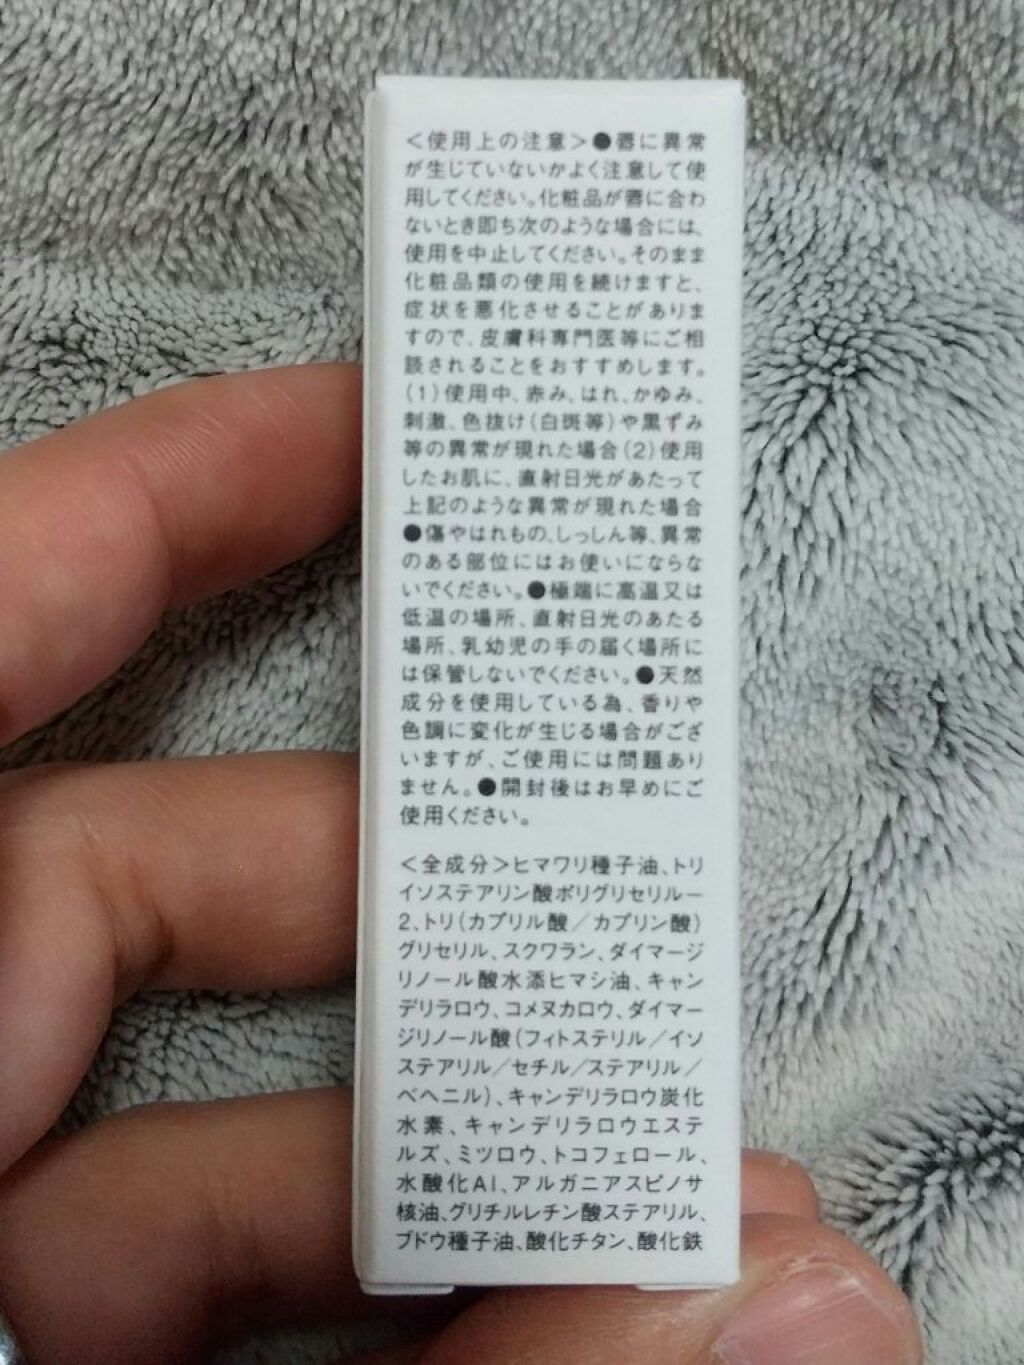 ＜使用上の注意＞●唇に異常
が生じていないかよく注意して使
用してください。化粧品が唇に合わ
ないとき即ち次のような場合には、
使用を中止してください。そのまま
化粧品類の使用を続けますと、
症状を悪化させることがありま
すので、皮膚科専門医等にご相
談されることをおすすめします。
（1）使用中、赤み、はれ、かゆみ、
刺激、色抜け（白斑等）や黒ずみ
等の異常が現れた場合（2）使用
したお肌に、直射日光があたって
上記のような異常が現れた場合
●傷やはれもの、しっしん等、異常
のある部位にはお使いにならな
いでください。●極端に高温又は
低温の場所、直射日光のあたる
場所、乳幼児の手の届く場所に
は保管しないでください。●天然
成分を使用している為、香りや
色調に変化が生じる場合がござ
いますが、ご使用には問題あり
ません。●開封後はお早めにご
使用ください。
＜全成分＞ヒマワリ種子油、トリ
イソステアリン酸ポリグリセリル－
2、トリ（カプリル酸／カプリン酸）
グリセリル、スクワラン、ダイマージ
リノール酸水添ヒマシ油、キャン
デリラロウ、コメヌカロウ、ダイマー
ジリノール酸（フィトステリル／イソ
ステアリル／セチル／ステアリル／
ベヘニル）、キャンデリラロウ炭化
水素、キャンデリラロウエステ
ルズ、ミツロウ、トコフェロール、
水酸化Al、アルガニアスピノサ
核油、グリチルレチン酸ステアリル、
ブドウ種子油、酸化チタン、酸化鉄